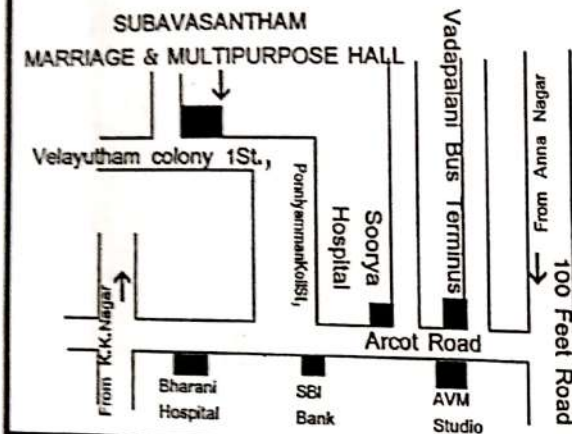 SUBAVASANTHAM
MARRIAGE & MULTIPURPOSE HALL
Velayutham colony 1St.,
PonniyammanKoilSt,
Soorya
Hospital
Vadapalani Bus Terminus
From Anna Nagar
100 Feet Road
From K.K.Nagar
Arcot Road
Bharani
Hospital
SBI
Bank
AVM
Studio